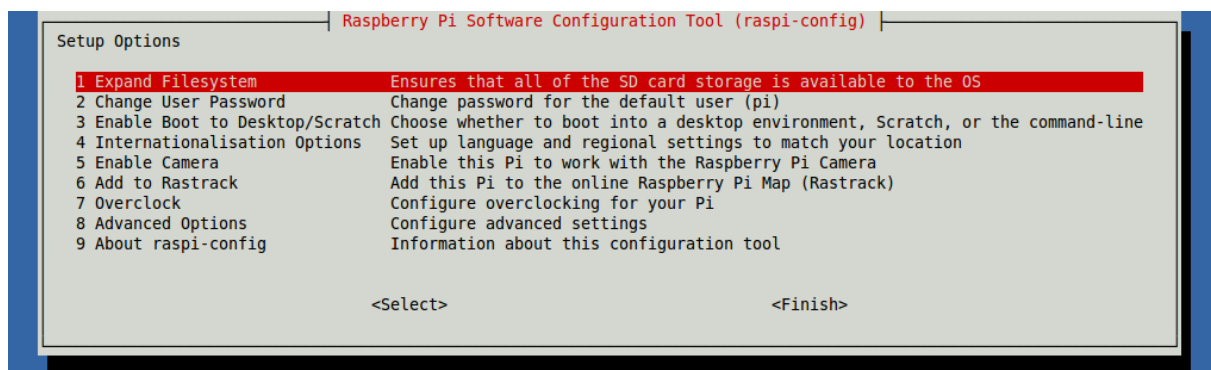 Raspberry Pi Software Configuration Tool (raspi-config)
Setup Options
1 Expand Filesystem Ensures that all of the SD card storage is available to the OS
2 Change User Password Change password for the default user (pi)
3 Enable Boot to Desktop/Scratch Choose whether to boot into a desktop environment, Scratch, or the command-line
4 Internationalisation Options Set up language and regional settings to match your location
5 Enable Camera Enable this Pi to work with the Raspberry Pi Camera
6 Add to Rastrack Add this Pi to the online Raspberry Pi Map (Rastrack)
7 Overclock Configure overclocking for your Pi
8 Advanced Options Configure advanced settings
9 About raspi-config Information about this configuration tool
<Select> <Finish>